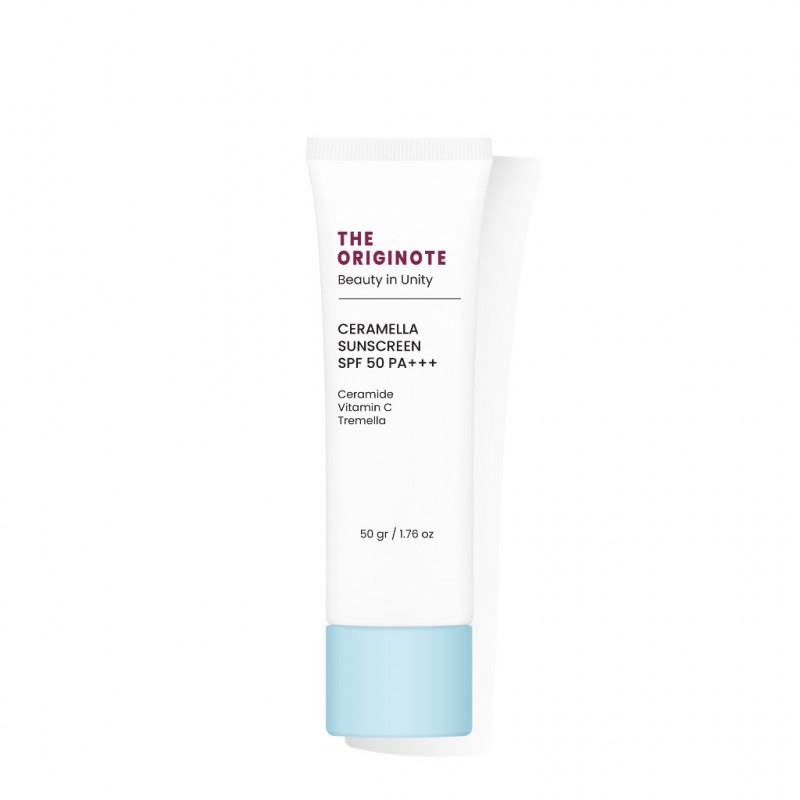 THE
ORIGINOTE
Beauty in Unity
CERAMELLA
SUNSCREEN
SPF 50 PA+++
Ceramide
Vitamin C
Tremella
50 gr / 1.76 oz